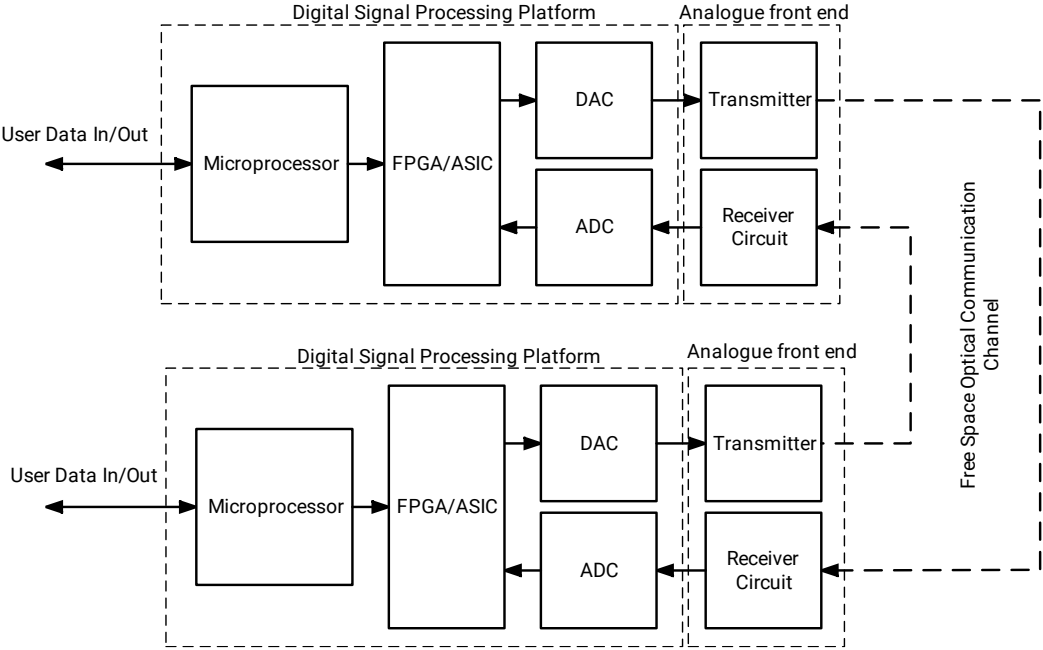 Digital Signal Processing Platform
Analogue front end
User Data In/Out
Microprocessor
FPGA/ASIC
DAC
Transmitter
ADC
Receiver
Circuit
Free Space Optical Communication
Channel
Digital Signal Processing Platform
Analogue front end
User Data In/Out
Microprocessor
FPGA/ASIC
DAC
Transmitter
ADC
Receiver
Circuit